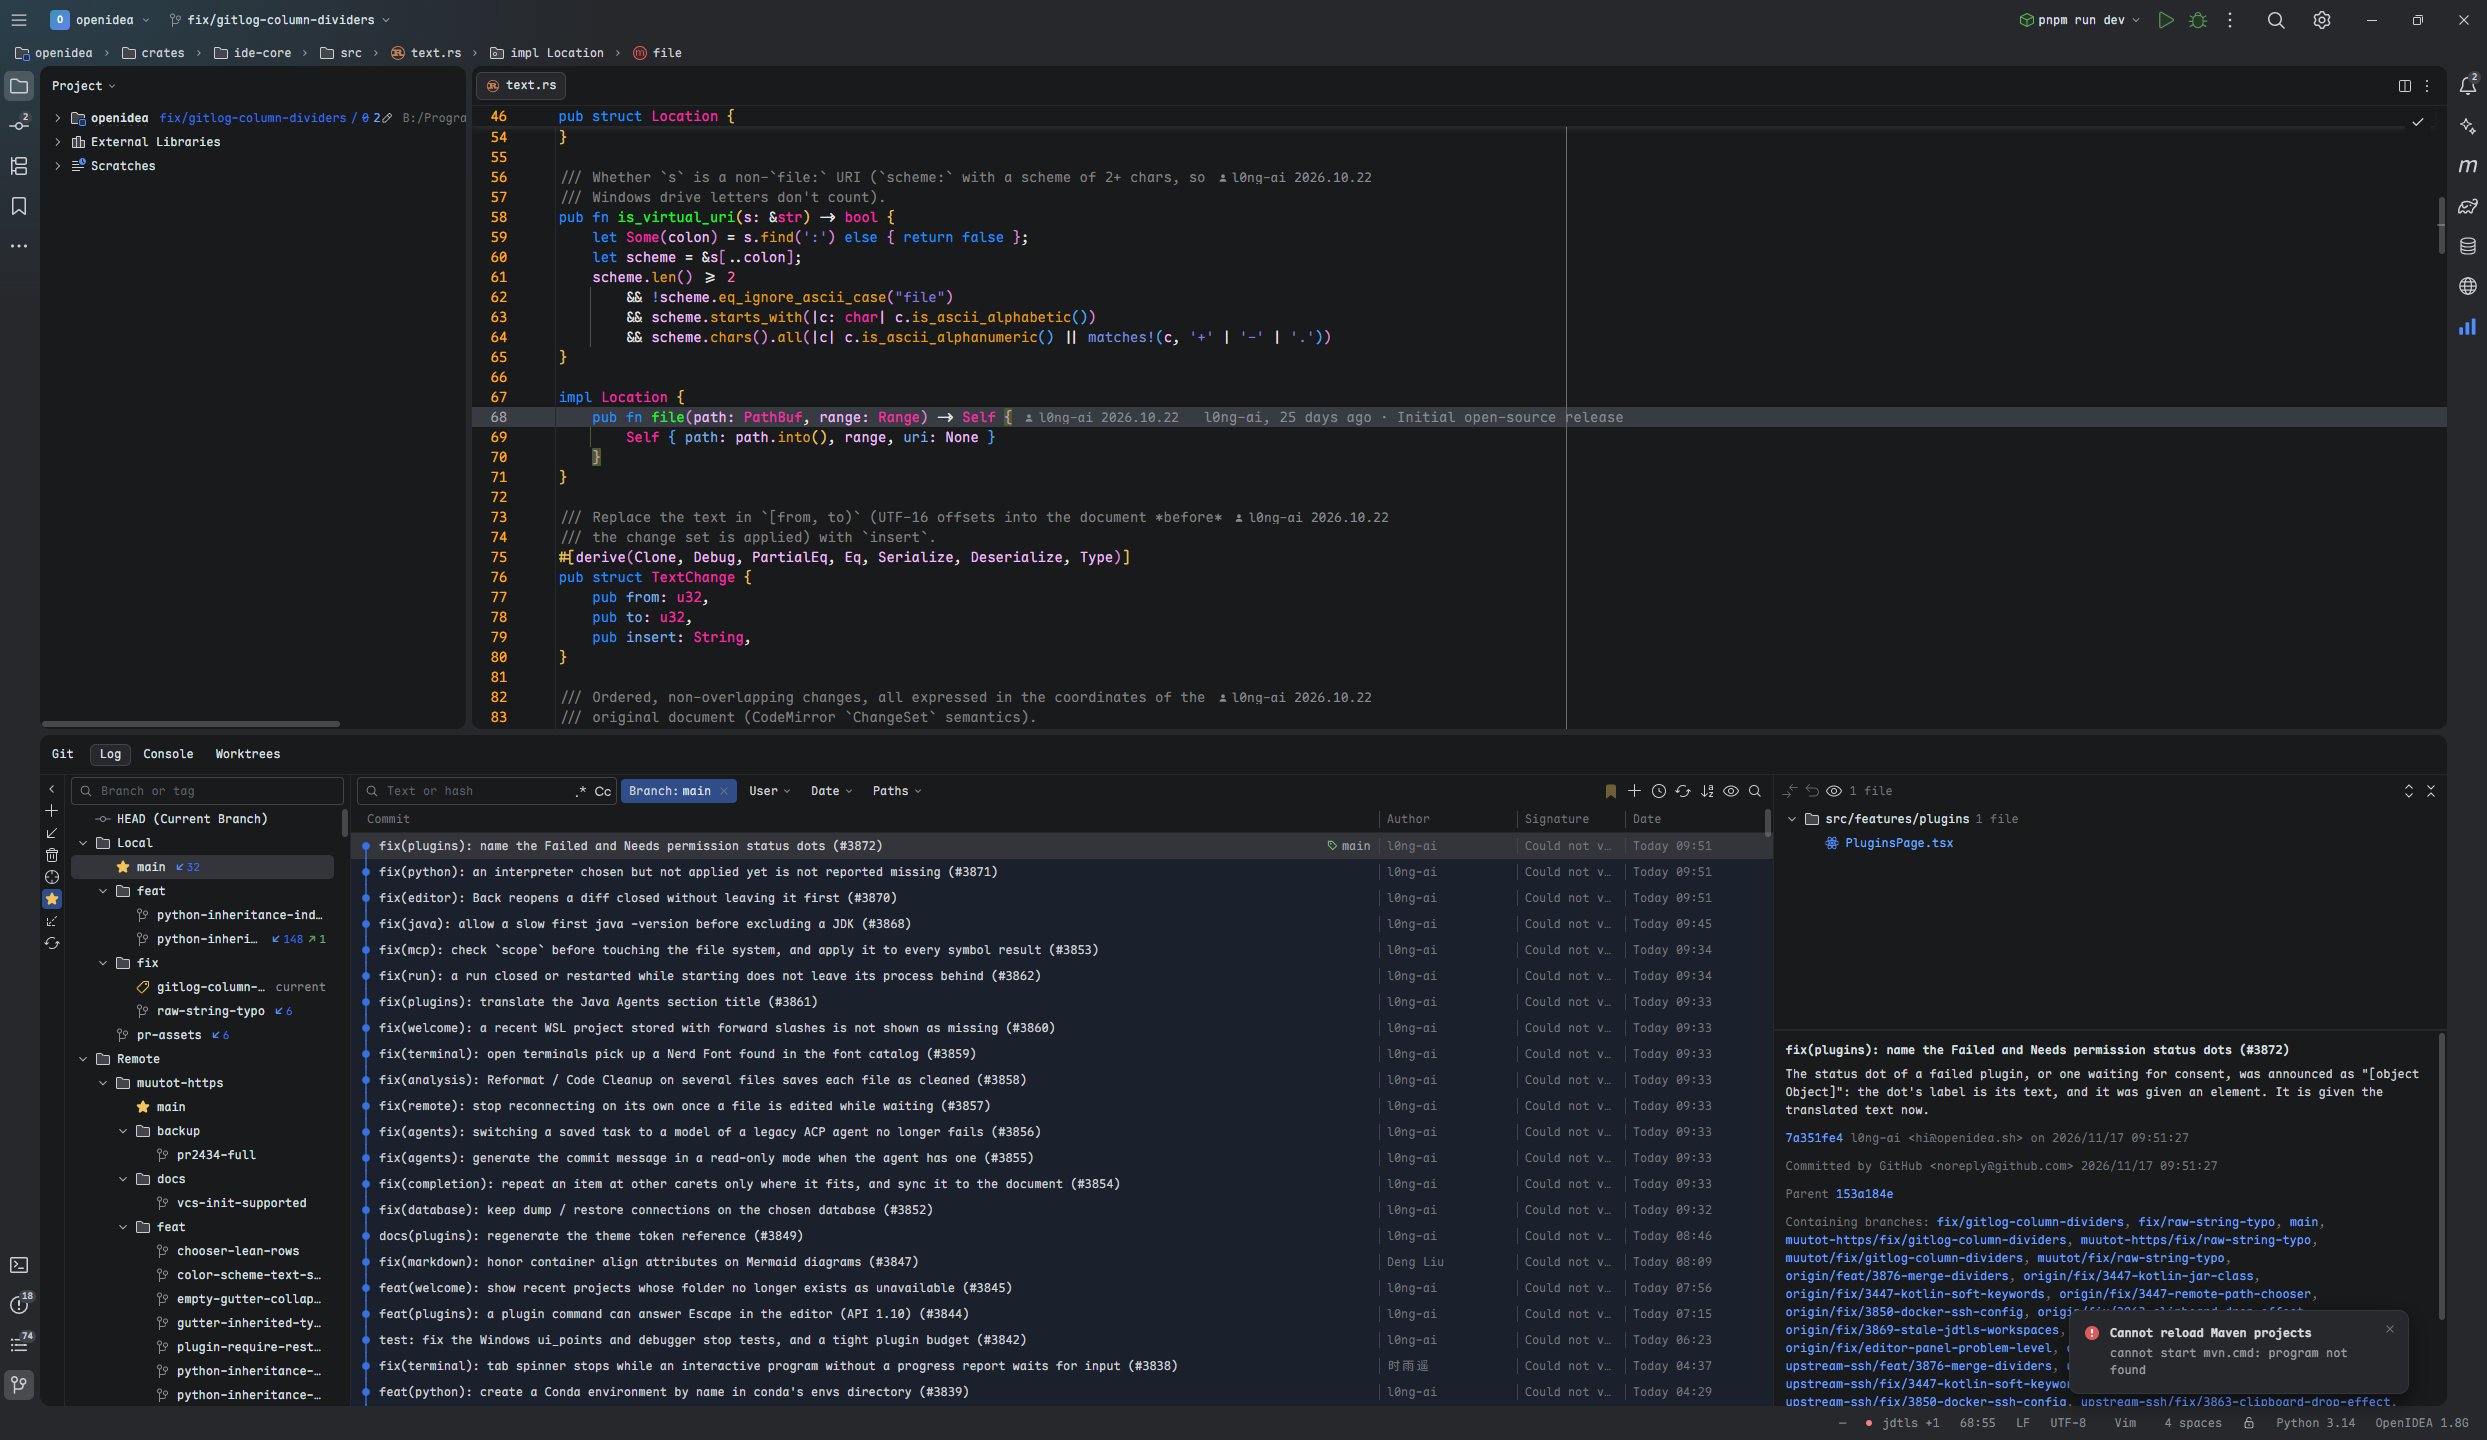 openidea
fix/gitlog-column-dividers
pnpm run dev
openidea › crates › ide-core › src › text.rs › impl Location › file
Project
openidea fix/gitlog-column-dividers / 0 2 B:/Progra
External Libraries
Scratches
text.rs
46 pub struct Location {
54 }
55
56 /// Whether `s` is a non-`file:` URI (`scheme:` with a scheme of 2+ chars, so l0ng-ai 2026.10.22
57 /// Windows drive letters don't count).
58 pub fn is_virtual_uri(s: &str) -> bool {
59 let Some(colon) = s.find(':') else { return false };
60 let scheme = &s[..colon];
61 scheme.len() >= 2
62 && !scheme.eq_ignore_ascii_case("file")
63 && scheme.starts_with(|c: char| c.is_ascii_alphabetic())
64 && scheme.chars().all(|c| c.is_ascii_alphanumeric() || matches!(c, '+' | '-' | '.'))
65 }
66
67 impl Location {
68 pub fn file(path: PathBuf, range: Range) -> Self { l0ng-ai 2026.10.22 l0ng-ai, 25 days ago · Initial open-source release
69 Self { path: path.into(), range, uri: None }
70 }
71 }
72
73 /// Replace the text in `[from, to)` (UTF-16 offsets into the document *before* l0ng-ai 2026.10.22
74 /// the change set is applied) with `insert`.
75 #[derive(Clone, Debug, PartialEq, Eq, Serialize, Deserialize, Type)]
76 pub struct TextChange {
77 pub from: u32,
78 pub to: u32,
79 pub insert: String,
80 }
81
82 /// Ordered, non-overlapping changes, all expressed in the coordinates of the l0ng-ai 2026.10.22
83 /// original document (CodeMirror `ChangeSet` semantics).
Git Log Console Worktrees
Branch or tag
HEAD (Current Branch)
Local
main 32
feat
python-inheritance-ind…
python-inheri… 148 1
fix
gitlog-column-… current
raw-string-typo 6
pr-assets 6
Remote
muutot-https
main
backup
pr2434-full
docs
vcs-init-supported
feat
chooser-lean-rows
color-scheme-text-s…
empty-gutter-collap…
gutter-inherited-ty…
plugin-require-rest…
python-inheritance-…
python-inheritance-…
Text or hash .* Cc Branch: main × User Date Paths
Commit Author Signature Date
fix(plugins): name the Failed and Needs permission status dots (#3872) main l0ng-ai Could not v… Today 09:51
fix(python): an interpreter chosen but not applied yet is not reported missing (#3871) l0ng-ai Could not v… Today 09:51
fix(editor): Back reopens a diff closed without leaving it first (#3870) l0ng-ai Could not v… Today 09:51
fix(java): allow a slow first java -version before excluding a JDK (#3868) l0ng-ai Could not v… Today 09:45
fix(mcp): check `scope` before touching the file system, and apply it to every symbol result (#3853) l0ng-ai Could not v… Today 09:34
fix(run): a run closed or restarted while starting does not leave its process behind (#3862) l0ng-ai Could not v… Today 09:34
fix(plugins): translate the Java Agents section title (#3861) l0ng-ai Could not v… Today 09:33
fix(welcome): a recent WSL project stored with forward slashes is not shown as missing (#3860) l0ng-ai Could not v… Today 09:33
fix(terminal): open terminals pick up a Nerd Font found in the font catalog (#3859) l0ng-ai Could not v… Today 09:33
fix(analysis): Reformat / Code Cleanup on several files saves each file as cleaned (#3858) l0ng-ai Could not v… Today 09:33
fix(remote): stop reconnecting on its own once a file is edited while waiting (#3857) l0ng-ai Could not v… Today 09:33
fix(agents): switching a saved task to a model of a legacy ACP agent no longer fails (#3856) l0ng-ai Could not v… Today 09:33
fix(agents): generate the commit message in a read-only mode when the agent has one (#3855) l0ng-ai Could not v… Today 09:33
fix(completion): repeat an item at other carets only where it fits, and sync it to the document (#3854) l0ng-ai Could not v… Today 09:33
fix(database): keep dump / restore connections on the chosen database (#3852) l0ng-ai Could not v… Today 09:32
docs(plugins): regenerate the theme token reference (#3849) l0ng-ai Could not v… Today 08:46
fix(markdown): honor container align attributes on Mermaid diagrams (#3847) Deng Liu Could not v… Today 08:09
feat(welcome): show recent projects whose folder no longer exists as unavailable (#3845) l0ng-ai Could not v… Today 07:56
feat(plugins): a plugin command can answer Escape in the editor (API 1.10) (#3844) l0ng-ai Could not v… Today 07:15
test: fix the Windows ui_points and debugger stop tests, and a tight plugin budget (#3842) l0ng-ai Could not v… Today 06:23
fix(terminal): tab spinner stops while an interactive program without a progress report waits for input (#3838) 时雨遥 Could not v… Today 04:37
feat(python): create a Conda environment by name in conda's envs directory (#3839) l0ng-ai Could not v… Today 04:29
1 file
src/features/plugins 1 file
PluginsPage.tsx
fix(plugins): name the Failed and Needs permission status dots (#3872)
The status dot of a failed plugin, or one waiting for consent, was announced as "[object
Object]": the dot's label is its text, and it was given an element. It is given the
translated text now.
7a351fe4 l0ng-ai <hi@openidea.sh> on 2026/11/17 09:51:27
Committed by GitHub <noreply@github.com> 2026/11/17 09:51:27
Parent 153a184e
Containing branches: fix/gitlog-column-dividers, fix/raw-string-typo, main,
muutot-https/fix/gitlog-column-dividers, muutot-https/fix/raw-string-typo,
muutot/fix/gitlog-column-dividers, muutot/fix/raw-string-typo,
origin/feat/3876-merge-dividers, origin/fix/3447-kotlin-jar-class,
origin/fix/3447-kotlin-soft-keywords, origin/fix/3447-remote-path-chooser,
origin/fix/3850-docker-ssh-config, origin/fix/3863-clipboard-drop-effect,
origin/fix/3869-stale-jdtls-workspaces,
origin/fix/editor-panel-problem-level,
upstream-ssh/feat/3876-merge-dividers,
upstream-ssh/fix/3447-kotlin-soft-keywor
upstream-ssh/fix/3850-docker-ssh-config, upstream-ssh/fix/3863-clipboard-drop-effect,
Cannot reload Maven projects
cannot start mvn.cmd: program not
found
2
2
18
74
m
jdtls +1 68:55 LF UTF-8 Vim 4 spaces Python 3.14 OpenIDEA 1.8G